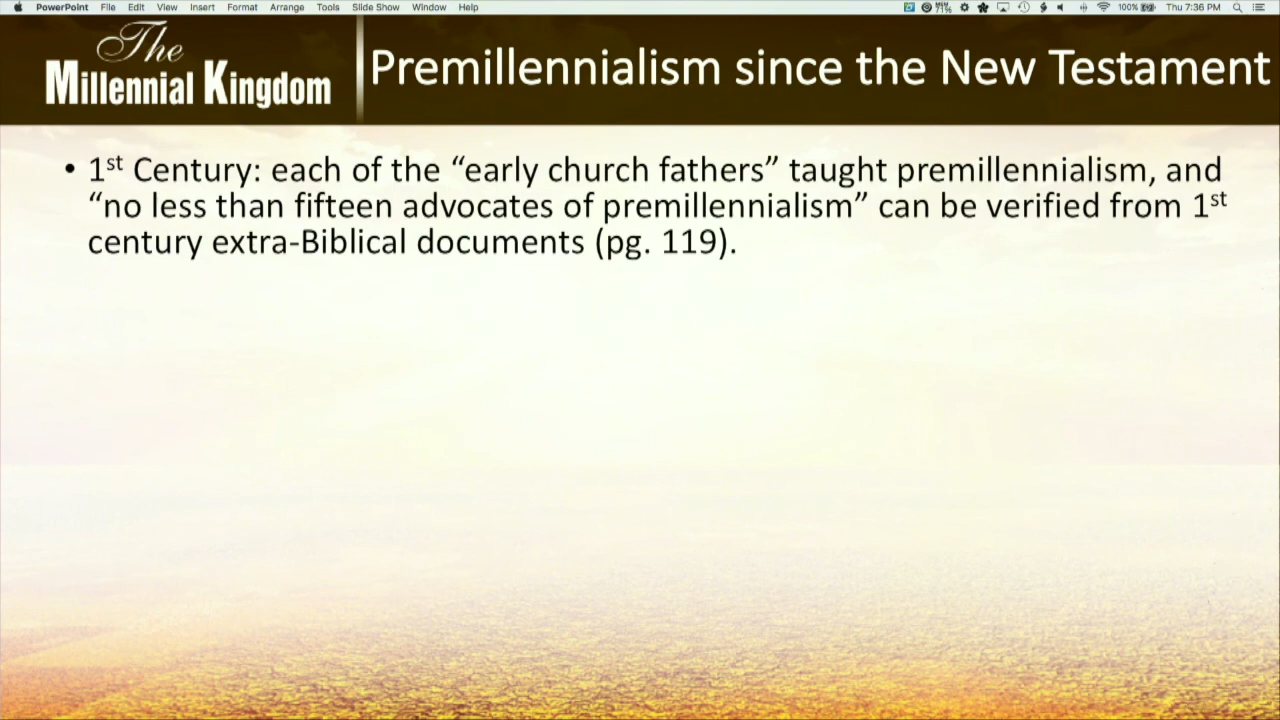 PowerPoint File Edit View Insert Format Arrange Tools Slide Show Window Help 71% 100% Thu 7:36 PM
The
Millennial Kingdom
Premillennialism since the New Testament
• 1st Century: each of the “early church fathers” taught premillennialism, and
“no less than fifteen advocates of premillennialism” can be verified from 1st
century extra-Biblical documents (pg. 119).